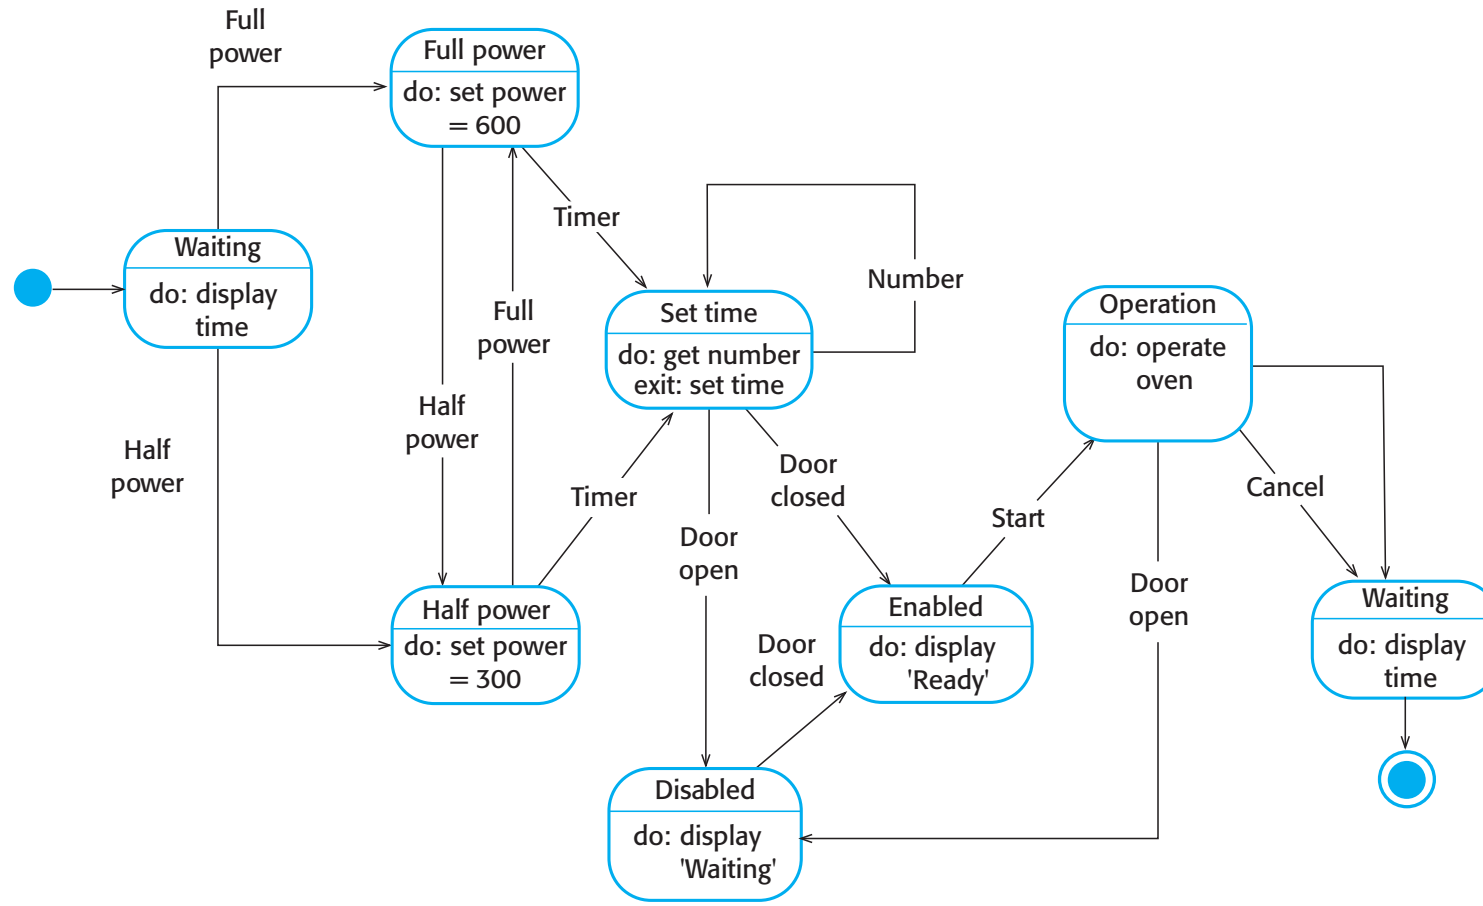 Full
power
Full power
do: set power
= 600
Timer
Waiting
do: display
time
Number
Full
power
Set time
do: get number
exit: set time
Operation
do: operate
oven
Half
power
Half
power
Timer
Door
closed
Door
open
Start
Cancel
Door
open
Half power
do: set power
= 300
Enabled
do: display
'Ready'
Door
closed
Waiting
do: display
time
Disabled
do: display
'Waiting'